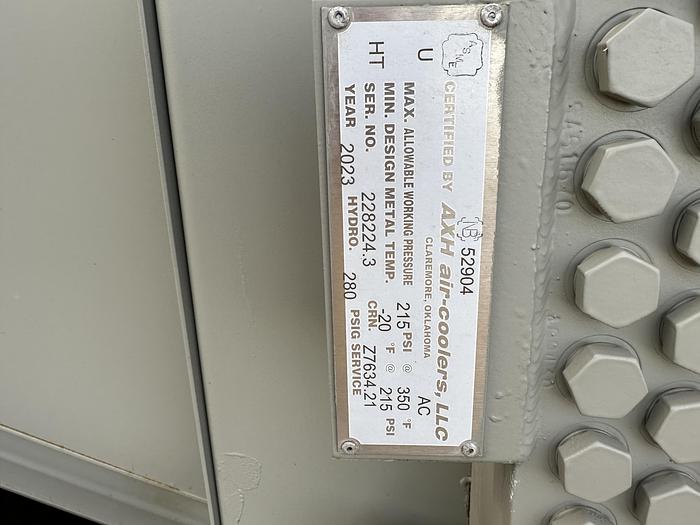 ASME
NB 52904
CERTIFIED BY AXH air-coolers, LLC
CLAREMORE, OKLAHOMA
U
AC
MAX. ALLOWABLE WORKING PRESSURE 215 PSI @ 350 °F
MIN. DESIGN METAL TEMP. -20 °F @ 215 PSI
HT
SER. NO. 228224.3 CRN. Z7634.21
YEAR 2023 HYDRO. 280 PSIG SERVICE